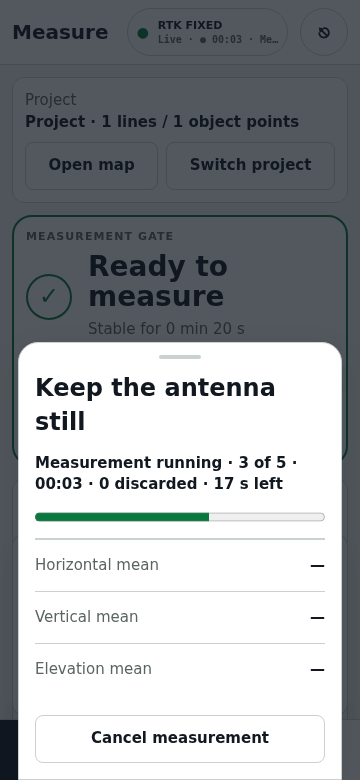 Measure
RTK FIXED
Live · ● 00:03 · Me…
Project
Project · 1 lines / 1 object points
Open map
Switch project
MEASUREMENT GATE
✓
Ready to
measure
Stable for 0 min 20 s
Keep the antenna
still
Measurement running · 3 of 5 ·
00:03 · 0 discarded · 17 s left
Horizontal mean —
Vertical mean —
Elevation mean —
Cancel measurement